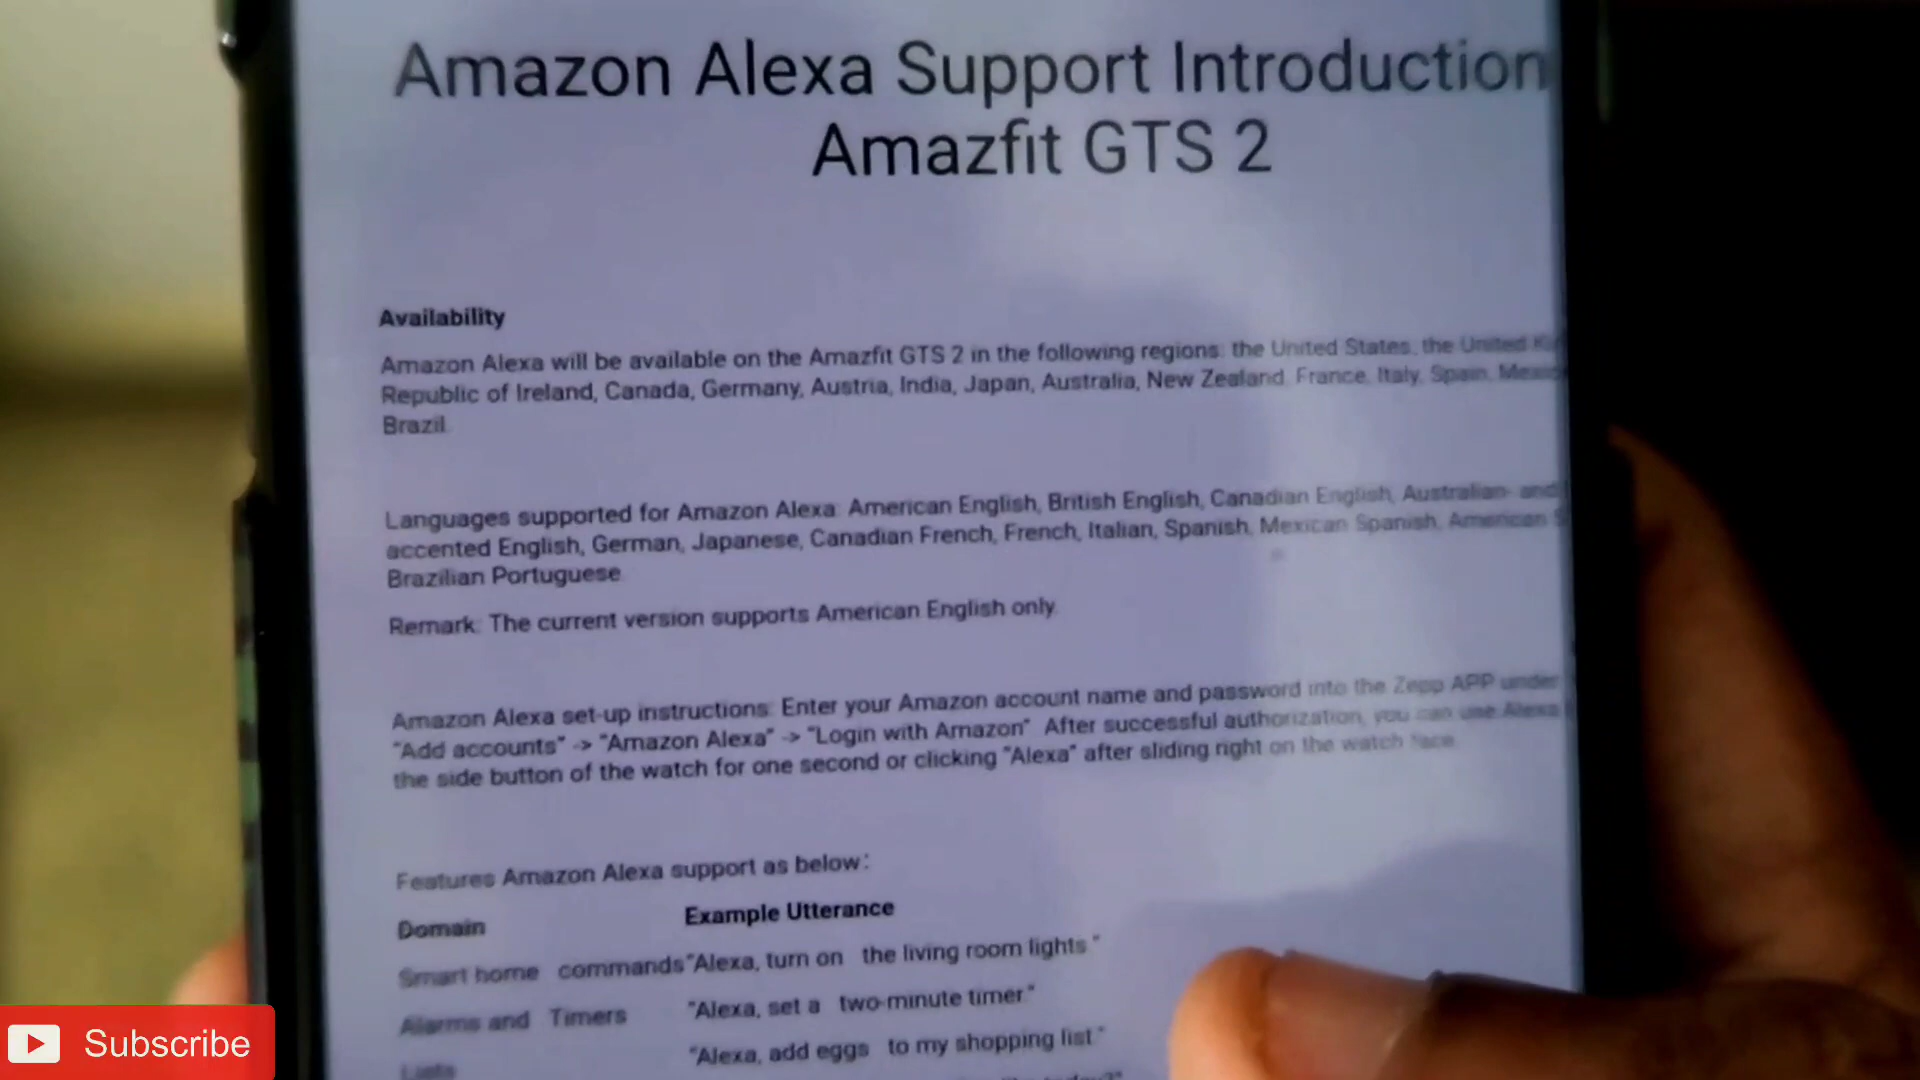 Amazon Alexa Support Introduction
Amazfit GTS 2
Availability
Amazon Alexa will be available on the Amazfit GTS 2 in the following regions: the United States, the United
Republic of Ireland, Canada, Germany, Austria, India, Japan, Australia, New Zealand, France, Italy, Spain,
Brazil.
Languages supported for Amazon Alexa: American English, British English, Canadian English, Australian- and
accented English, German, Japanese, Canadian French, French, Italian, Spanish, Mexican Spanish, American
Brazilian Portuguese.
Remark: The current version supports American English only.
Amazon Alexa set-up instructions: Enter your Amazon account name and password into the Zepp APP under
"Add accounts" -> "Amazon Alexa" -> "Login with Amazon" After successful authorization, you can use Alexa
the side button of the watch for one second or clicking "Alexa" after sliding right on the watch face.
Features Amazon Alexa support as below:
Domain Example Utterance
Smart home commands "Alexa, turn on the living room lights."
Alarms and Timers "Alexa, set a two-minute timer."
Lists "Alexa, add eggs to my shopping list."
Subscribe